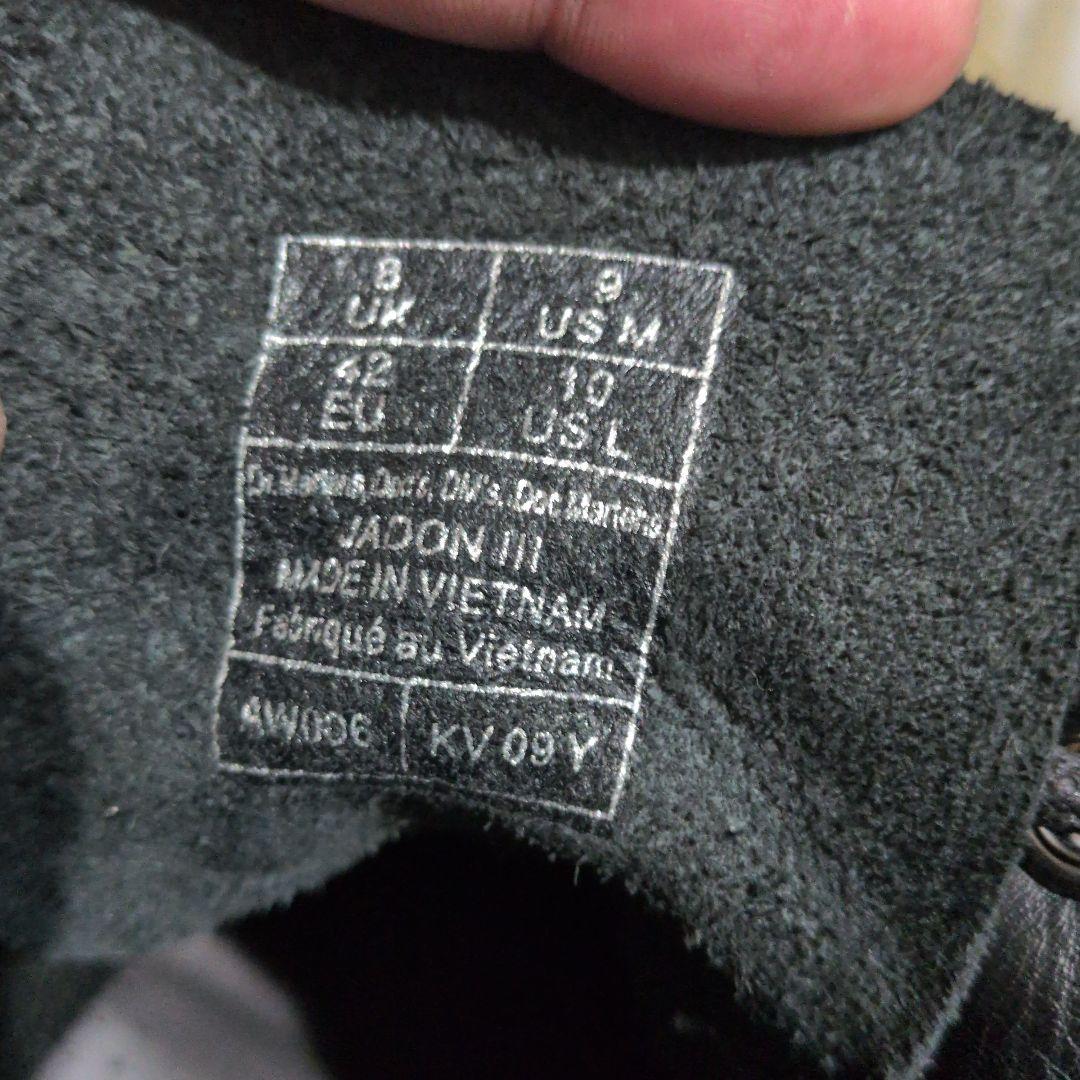 8
UK
9
US M
42
EU
10
US L
Dr. Martens, Doc's, DM's, Doc Martens
JADON III
MADE IN VIETNAM
Fabriqué au Vietnam
AW006
KV 09 Y